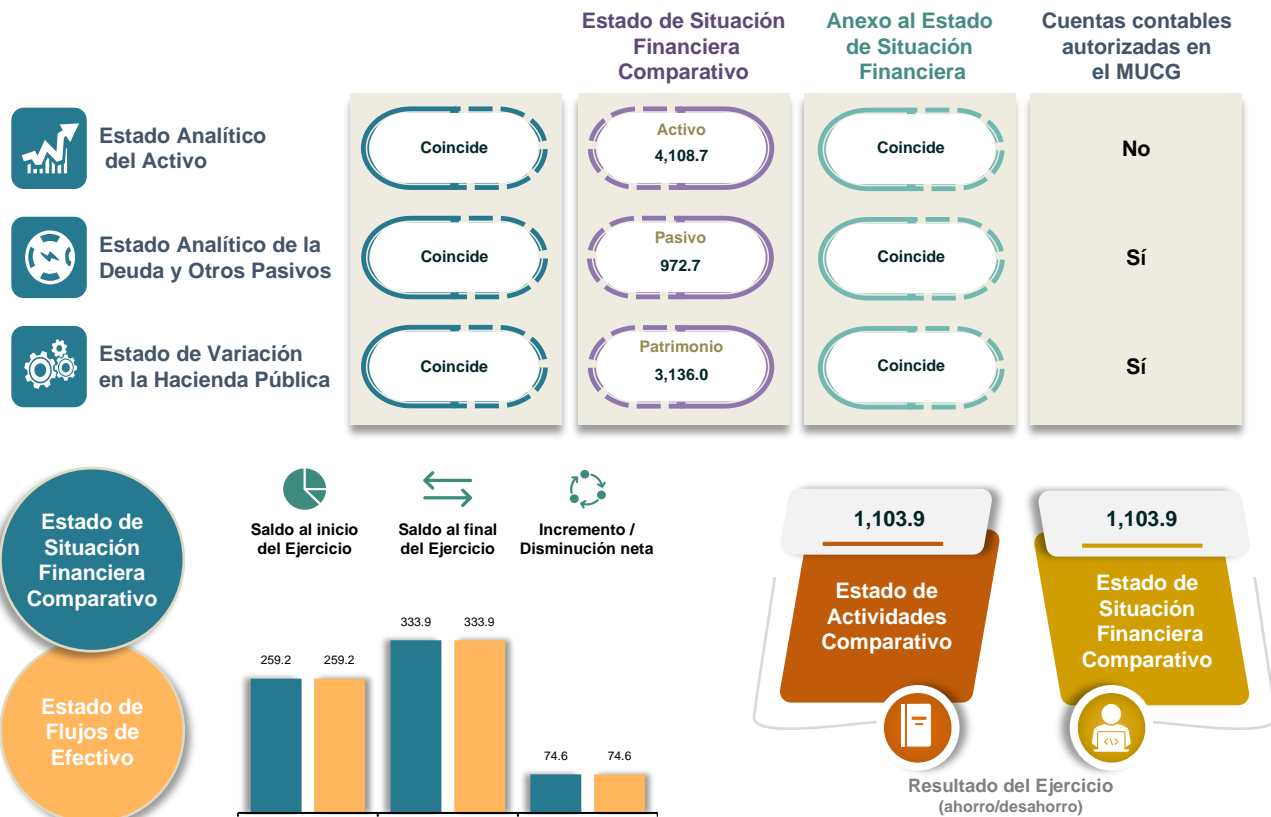 Estado de Situación
Financiera
Comparativo
Anexo al Estado
de Situación
Financiera
Cuentas contables
autorizadas en
el MUCG
Estado Analítico
del Activo
Coincide
Activo
4,108.7
Coincide
No
Estado Analítico de la
Deuda y Otros Pasivos
Coincide
Pasivo
972.7
Coincide
Sí
Estado de Variación
en la Hacienda Pública
Coincide
Patrimonio
3,136.0
Coincide
Sí
Estado de
Situación
Financiera
Comparativo
Estado de
Flujos de
Efectivo
Saldo al inicio
del Ejercicio
Saldo al final
del Ejercicio
Incremento /
Disminución neta
259.2
259.2
333.9
333.9
74.6
74.6
1,103.9
Estado de
Actividades
Comparativo
1,103.9
Estado de
Situación
Financiera
Comparativo
Resultado del Ejercicio
(ahorro/desahorro)